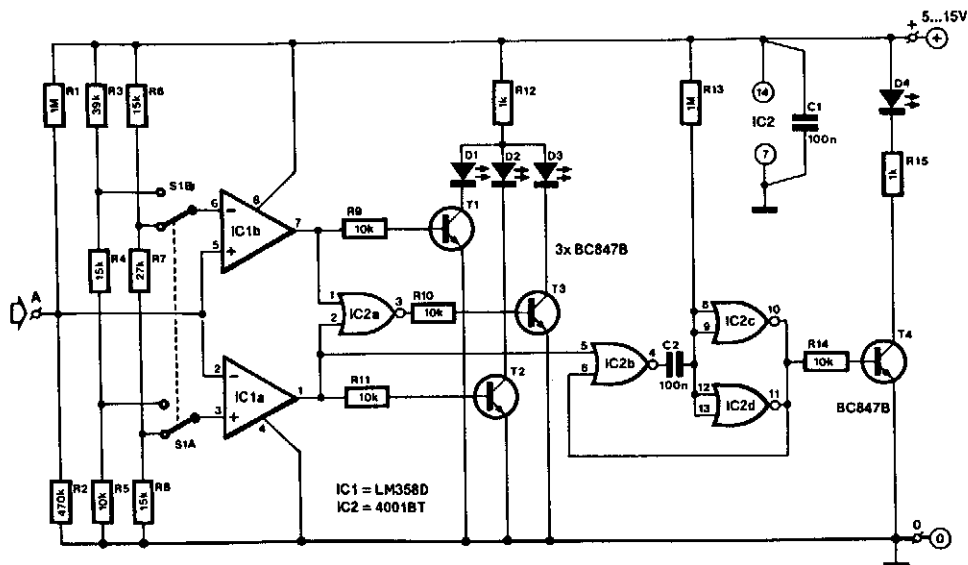 + 5...15V
+
R1
1M
R3
39k
R6
15k
R12
1k
R13
1M
14
IC2
7
C1
100n
D4
R15
1k
S1B
6
5
8
7
IC1b
R9
10k
D1
D2
D3
T1
3x BC847B
R4
15k
R7
27k
A
1
2
IC2a
3
R10
10k
T3
8
9
IC2c
10
5
6
IC2b
4
C2
100n
R14
10k
T4
BC847B
2
3
IC1a
1
4
R11
10k
T2
12
13
IC2d
11
S1A
R2
470k
R5
10k
R8
15k
IC1 = LM358D
IC2 = 4001BT
0
0